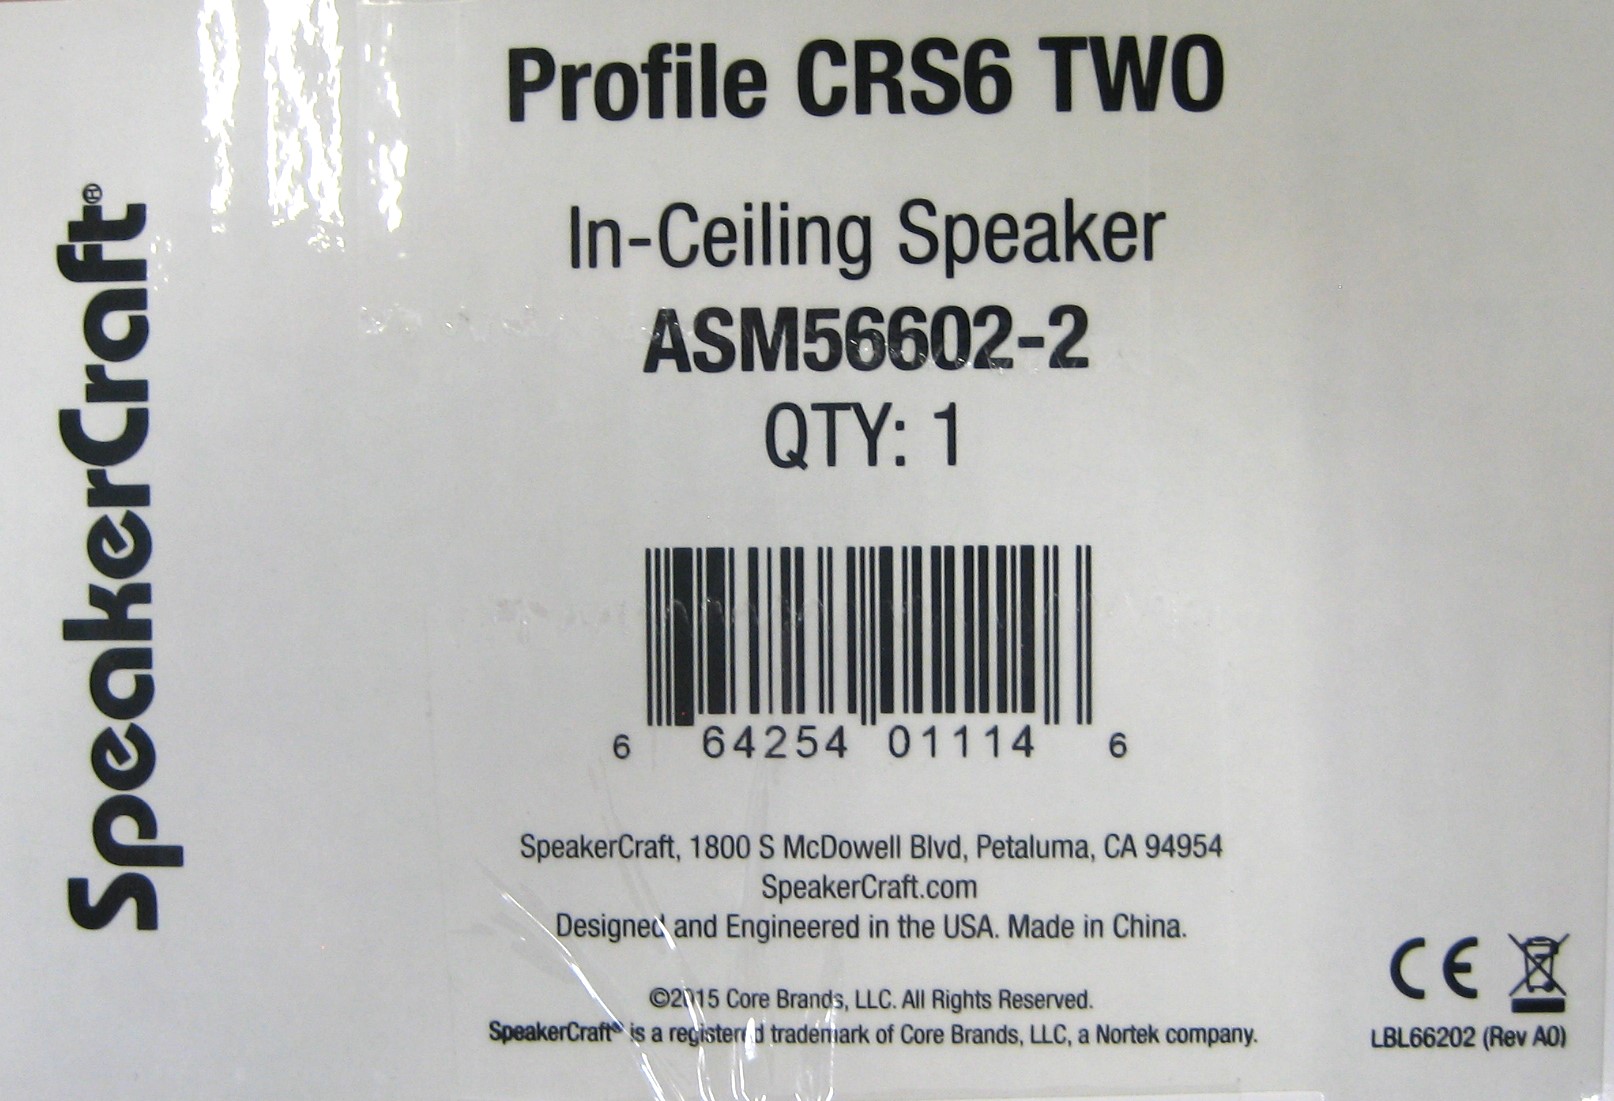 Profile CRS6 TWO
In-Ceiling Speaker
ASM56602-2
QTY: 1
6 64254 01114 6
SpeakerCraft, 1800 S McDowell Blvd, Petaluma, CA 94954
SpeakerCraft.com
Designed and Engineered in the USA. Made in China.
©2015 Core Brands, LLC. All Rights Reserved.
SpeakerCraft® is a registered trademark of Core Brands, LLC, a Nortek company.
SpeakerCraft®
CE
LBL66202 (Rev A0)